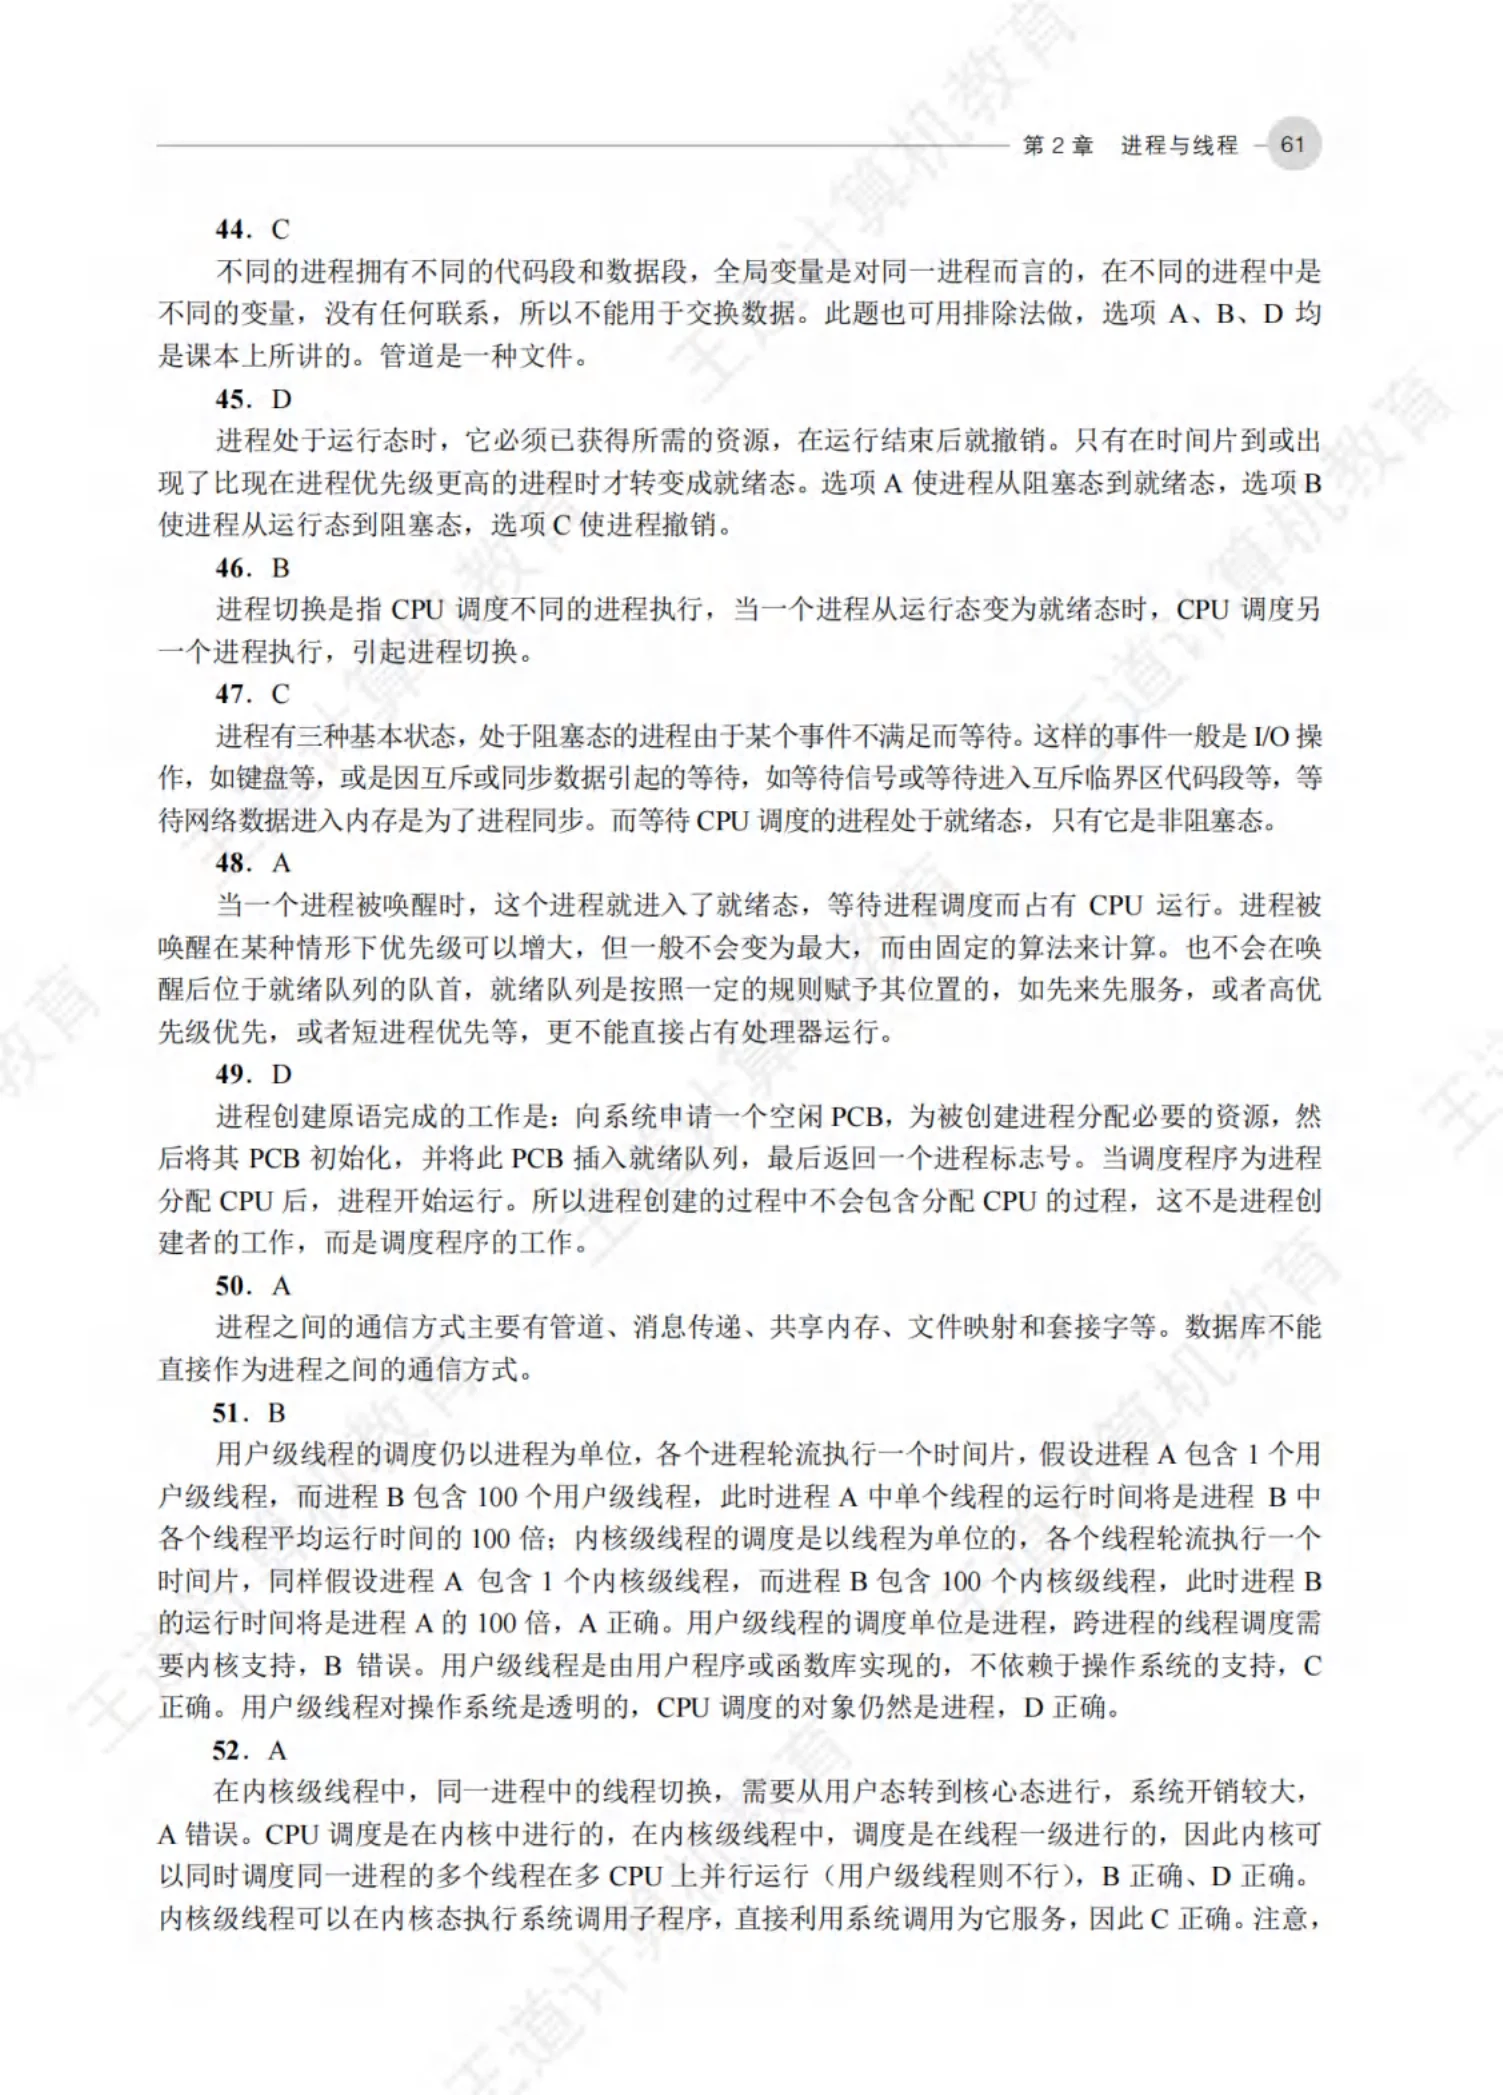 第 2 章 进程与线程 61
44. C
不同的进程拥有不同的代码段和数据段，全局变量是对同一进程而言的，在不同的进程中是
不同的变量，没有任何联系，所以不能用于交换数据。此题也可用排除法做，选项 A、B、D 均
是课本上所讲的。管道是一种文件。
45. D
进程处于运行态时，它必须已获得所需的资源，在运行结束后就撤销。只有在时间片到或出
现了比现在进程优先级更高的进程时才转变成就绪态。选项 A 使进程从阻塞态到就绪态，选项 B
使进程从运行态到阻塞态，选项 C 使进程撤销。
46. B
进程切换是指 CPU 调度不同的进程执行，当一个进程从运行态变为就绪态时，CPU 调度另
一个进程执行，引起进程切换。
47. C
进程有三种基本状态，处于阻塞态的进程由于某个事件不满足而等待。这样的事件一般是 I/O 操
作，如键盘等，或是因互斥或同步数据引起的等待，如等待信号或等待进入互斥临界区代码段等，等
待网络数据进入内存是为了进程同步。而等待 CPU 调度的进程处于就绪态，只有它是非阻塞态。
48. A
当一个进程被唤醒时，这个进程就进入了就绪态，等待进程调度而占有 CPU 运行。进程被
唤醒在某种情形下优先级可以增大，但一般不会变为最大，而由固定的算法来计算。也不会在唤
醒后位于就绪队列的队首，就绪队列是按照一定的规则赋予其位置的，如先来先服务，或者高优
先级优先，或者短进程优先等，更不能直接占有处理器运行。
49. D
进程创建原语完成的工作是：向系统申请一个空闲 PCB，为被创建进程分配必要的资源，然
后将其 PCB 初始化，并将此 PCB 插入就绪队列，最后返回一个进程标志号。当调度程序为进程
分配 CPU 后，进程开始运行。所以进程创建的过程中不会包含分配 CPU 的过程，这不是进程创
建者的工作，而是调度程序的工作。
50. A
进程之间的通信方式主要有管道、消息传递、共享内存、文件映射和套接字等。数据库不能
直接作为进程之间的通信方式。
51. B
用户级线程的调度仍以进程为单位，各个进程轮流执行一个时间片，假设进程 A 包含 1 个用
户级线程，而进程 B 包含 100 个用户级线程，此时进程 A 中单个线程的运行时间将是进程 B 中
各个线程平均运行时间的 100 倍；内核级线程的调度是以线程为单位的，各个线程轮流执行一个
时间片，同样假设进程 A 包含 1 个内核级线程，而进程 B 包含 100 个内核级线程，此时进程 B
的运行时间将是进程 A 的 100 倍，A 正确。用户级线程的调度单位是进程，跨进程的线程调度需
要内核支持，B 错误。用户级线程是由用户程序或函数库实现的，不依赖于操作系统的支持，C
正确。用户级线程对操作系统是透明的，CPU 调度的对象仍然是进程，D 正确。
52. A
在内核级线程中，同一进程中的线程切换，需要从用户态转到核心态进行，系统开销较大，
A 错误。CPU 调度是在内核中进行的，在内核级线程中，调度是在线程一级进行的，因此内核可
以同时调度同一进程的多个线程在多 CPU 上并行运行（用户级线程则不行），B 正确、D 正确。
内核级线程可以在内核态执行系统调用子程序，直接利用系统调用为它服务，因此 C 正确。注意，
王道计算机教育
王道计算机教育
王道计算机教育
王道计算机教育
教育
王道
王道计算机教育
王道计算机教育
王道计算机教育